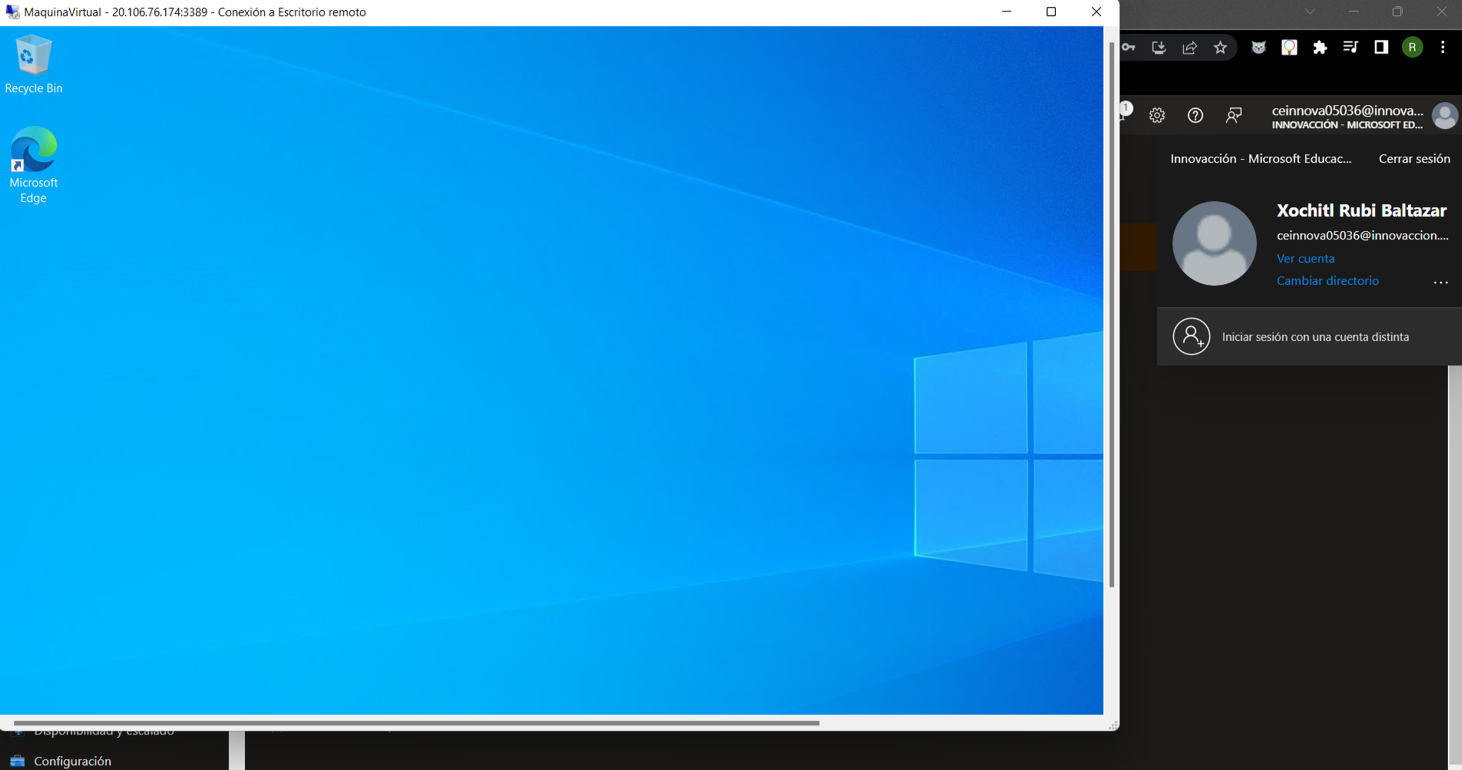 MaquinaVirtual - 20.106.76.174:3389 - Conexión a Escritorio remoto
Recycle Bin
Microsoft
Edge
R
1
ceinnova05036@innova...
INNOVACCIÓN - MICROSOFT ED...
Innovacción - Microsoft Educac...
Cerrar sesión
Xochitl Rubi Baltazar
ceinnova05036@innovaccion....
Ver cuenta
Cambiar directorio
...
Iniciar sesión con una cuenta distinta
Disponibilidad y escalado
Configuración